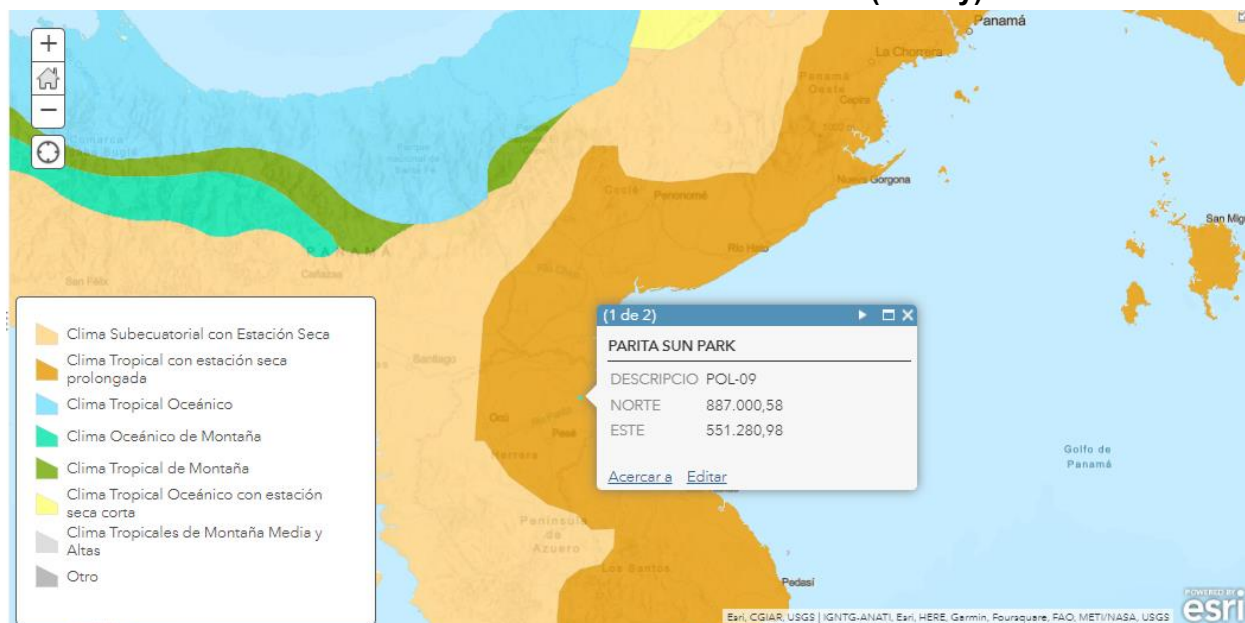 Panamá
La Chorrera
Panamá
Oeste
Capira
Nueva Gorgona
Coclé
Penonomé
Río Hato
San Mig
PANAMÁ
Cañazas
San Félix
Santiago
Ocú
Río Parita
Pesé
Herrera
Península
de
Azuero
Los Santos
Pedasí
Golfo de
Panamá
Clima Subecuatorial con Estación Seca
Clima Tropical con estación seca
prolongada
Clima Tropical Oceánico
Clima Oceánico de Montaña
Clima Tropical de Montaña
Clima Tropical Oceánico con estación
seca corta
Clima Tropicales de Montaña Media y
Altas
Otro
(1 de 2)
PARITA SUN PARK
DESCRIPCIO POL-09
NORTE 887.000,58
ESTE 551.280,98
Acercar a Editar
Esri, CGIAR, USGS | IGNTG-ANATI, Esri, HERE, Garmin, Foursquare, FAO, METI/NASA, USGS
POWERED BY
esri